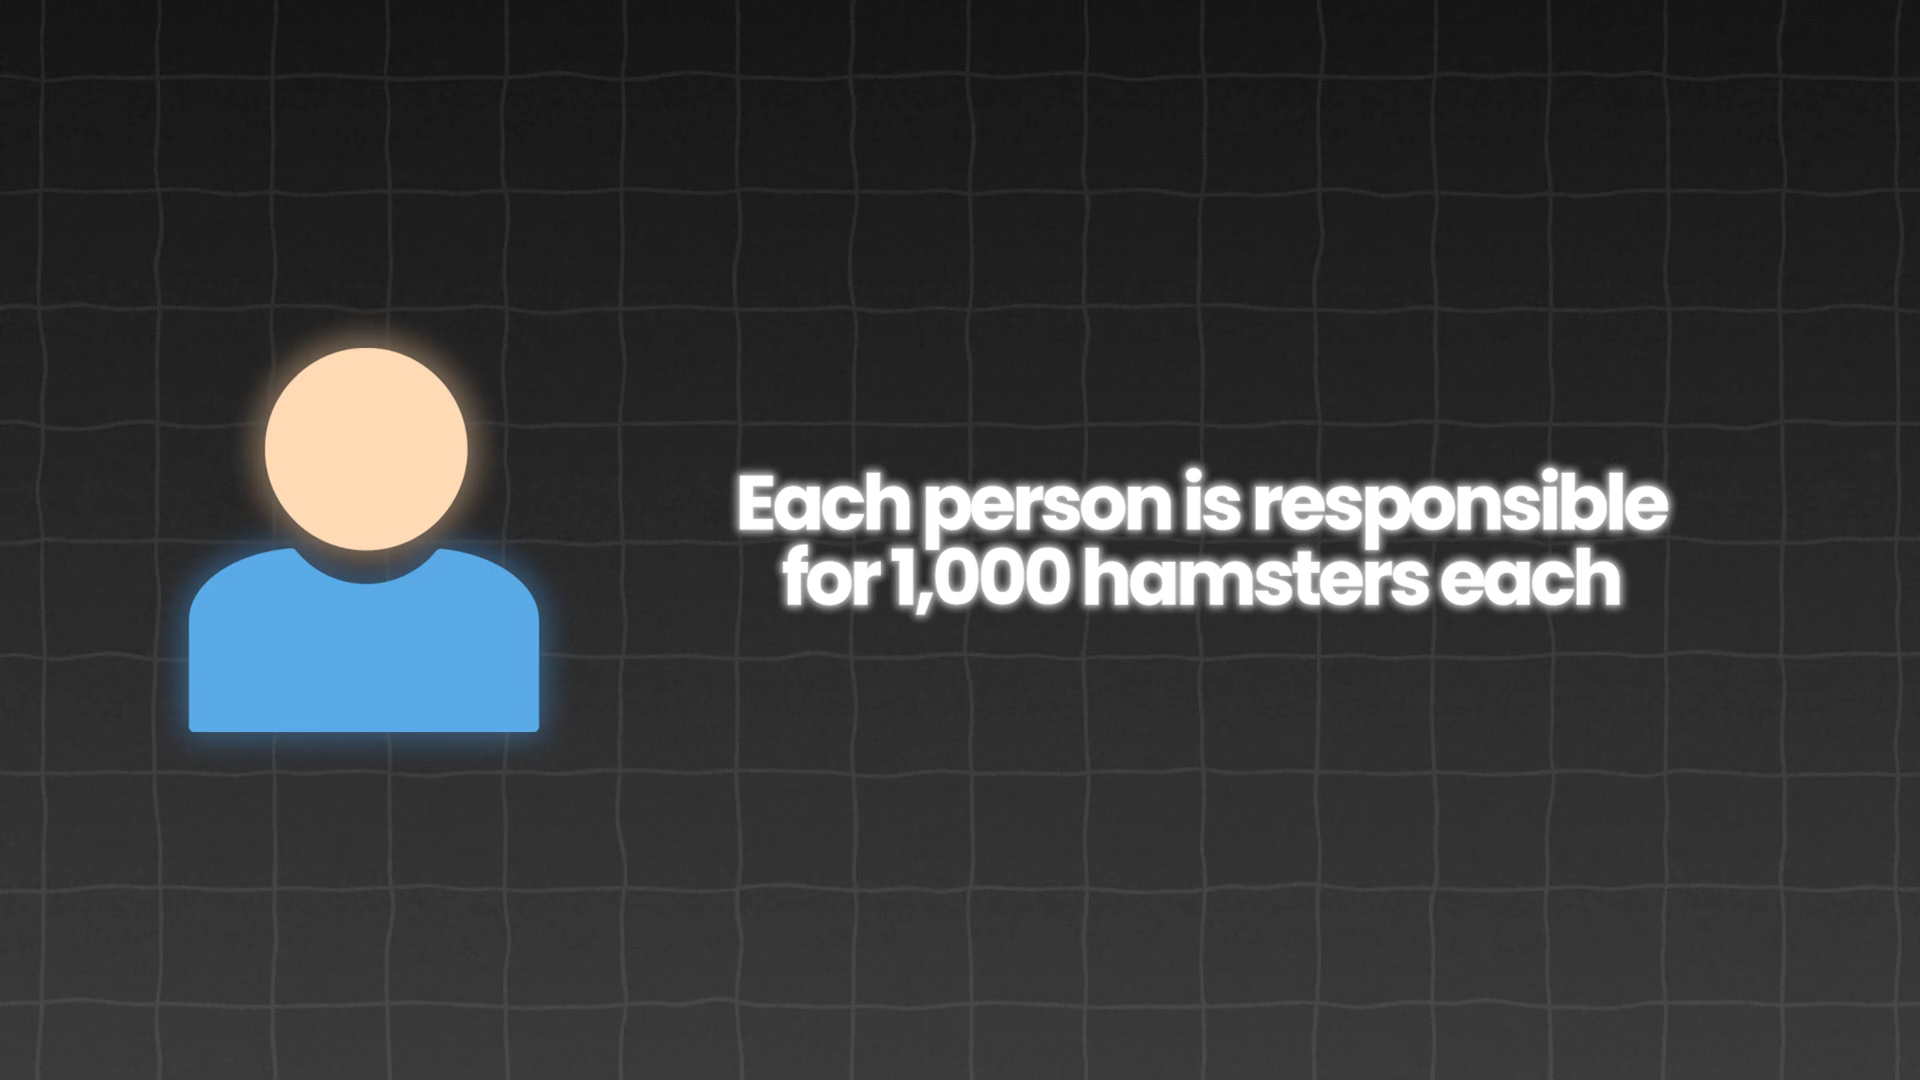 Each person is responsible
for 1,000 hamsters each